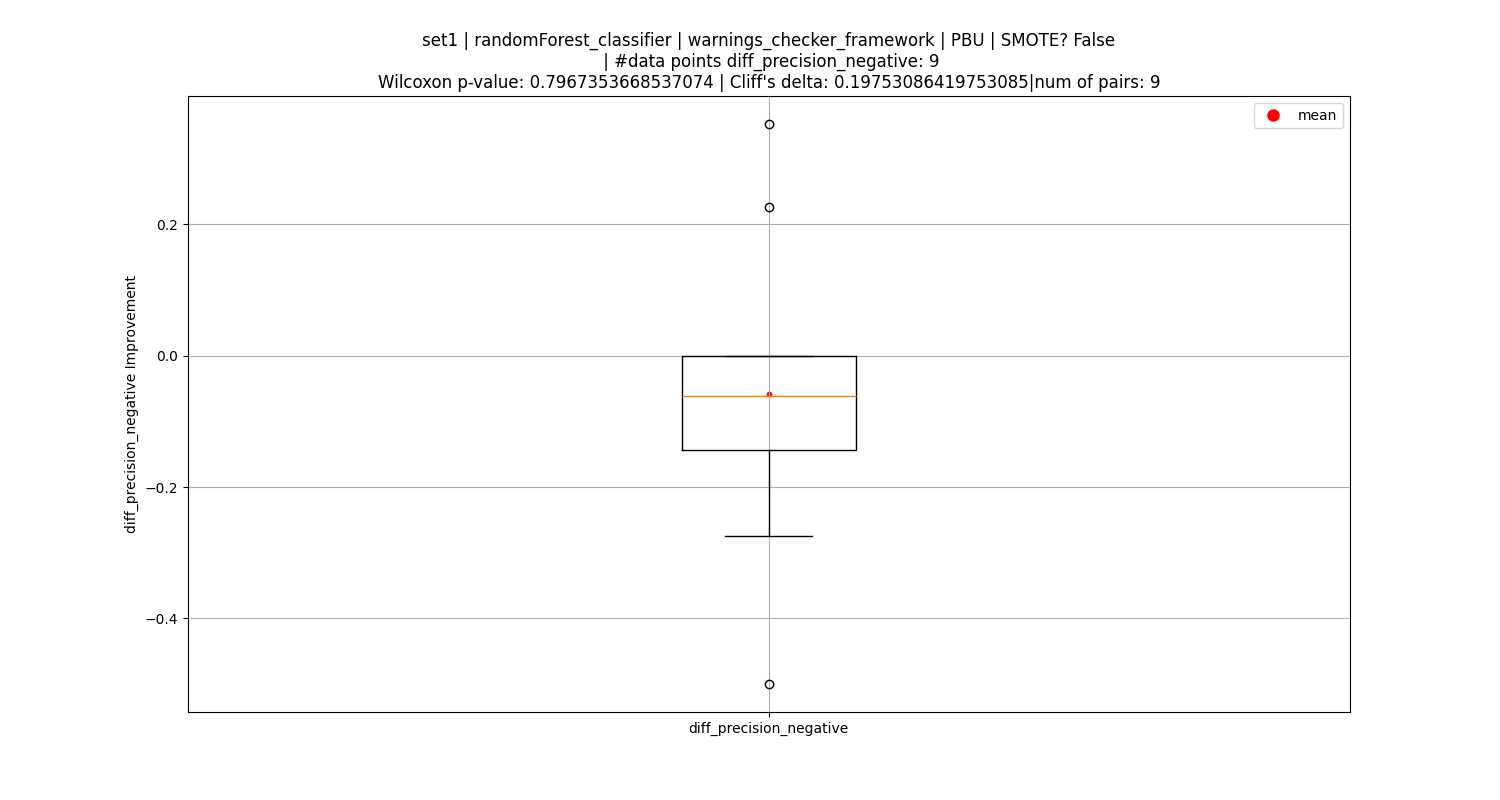 set1 | randomForest_classifier | warnings_checker_framework | PBU | SMOTE? False
| #data points diff_precision_negative: 9
Wilcoxon p-value: 0.7967353668537074 | Cliff's delta: 0.19753086419753085|num of pairs: 9
mean
diff_precision_negative Improvement
0.2
0.0
−0.2
−0.4
diff_precision_negative